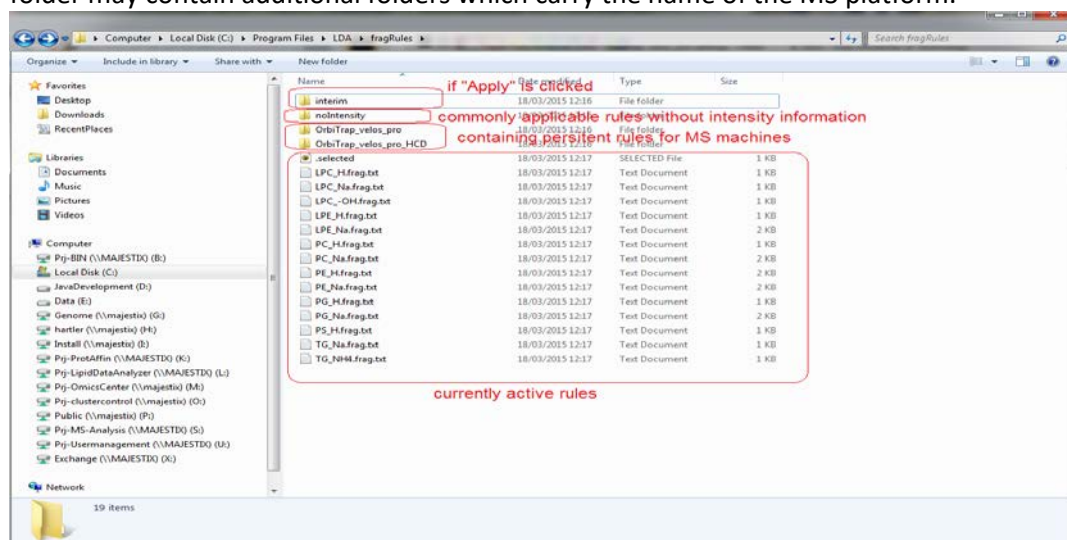 folder may contain additional folders which carry the name of the MS platform.
Computer ▸ Local Disk (C:) ▸ Program Files ▸ LDA ▸ fragRules ▸ Search fragRules
Organize Include in library Share with New folder
Name Date modified Type Size
if "Apply" is clicked
interim 18/03/2015 12:16 File folder
noIntensity
commonly applicable rules without intensity information
OrbiTrap_velos_pro 18/03/2015 12:16 File folder
containing persitent rules for MS machines
OrbiTrap_velos_pro_HCD
.selected 18/03/2015 12:17 SELECTED File 1 KB
LPC_H.frag.txt 18/03/2015 12:17 Text Document 1 KB
LPC_Na.frag.txt 18/03/2015 12:17 Text Document 1 KB
LPC_-OH.frag.txt 18/03/2015 12:17 Text Document 1 KB
LPE_H.frag.txt 18/03/2015 12:17 Text Document 1 KB
LPE_Na.frag.txt 18/03/2015 12:17 Text Document 2 KB
PC_H.frag.txt 18/03/2015 12:17 Text Document 1 KB
PC_Na.frag.txt 18/03/2015 12:17 Text Document 2 KB
PE_H.frag.txt 18/03/2015 12:17 Text Document 2 KB
PE_Na.frag.txt 18/03/2015 12:17 Text Document 2 KB
PG_H.frag.txt 18/03/2015 12:17 Text Document 1 KB
PG_Na.frag.txt 18/03/2015 12:17 Text Document 2 KB
PS_H.frag.txt 18/03/2015 12:17 Text Document 1 KB
TG_Na.frag.txt 18/03/2015 12:17 Text Document 1 KB
TG_NH4.frag.txt 18/03/2015 12:17 Text Document 1 KB
currently active rules
Favorites
Desktop
Downloads
RecentPlaces
Libraries
Documents
Music
Pictures
Videos
Computer
Prj-BIN (\\MAJESTIX) (B:)
Local Disk (C:)
JavaDevelopment (D:)
Data (E:)
Genome (\\majestix) (G:)
hartler (\\majestix) (H:)
Install (\\majestix) (I:)
Prj-ProtAffin (\\MAJESTIX) (K:)
Prj-LipidDataAnalyzer (\\MAJESTIX) (L:)
Prj-OmicsCenter (\\majestix) (M:)
Prj-clustercontrol (\\majestix) (O:)
Public (\\majestix) (P:)
Prj-MS-Analysis (\\MAJESTIX) (S:)
Prj-Usermanagement (\\MAJESTIX) (U:)
Exchange (\\MAJESTIX) (X:)
Network
19 items